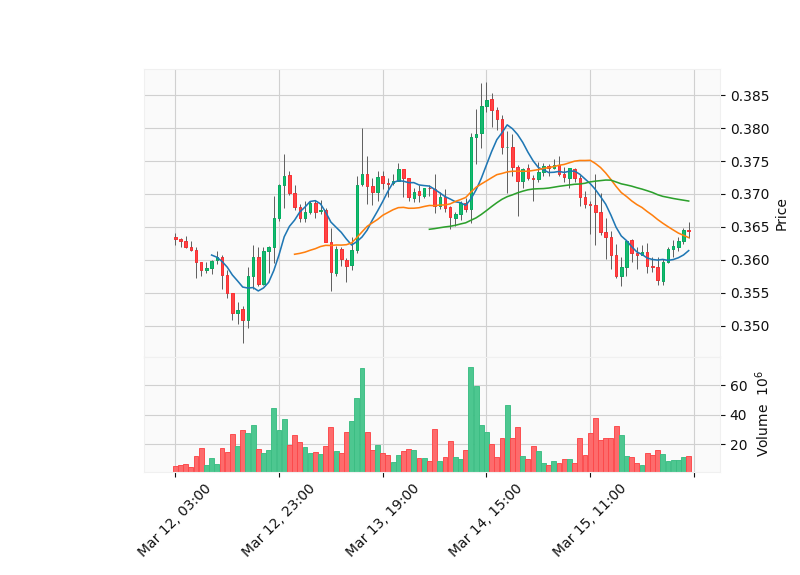 0.385
0.380
0.375
0.370
0.365
0.360
0.355
0.350
Price
60
40
20
Volume 10⁶
Mar 12, 03:00
Mar 12, 23:00
Mar 13, 19:00
Mar 14, 15:00
Mar 15, 11:00